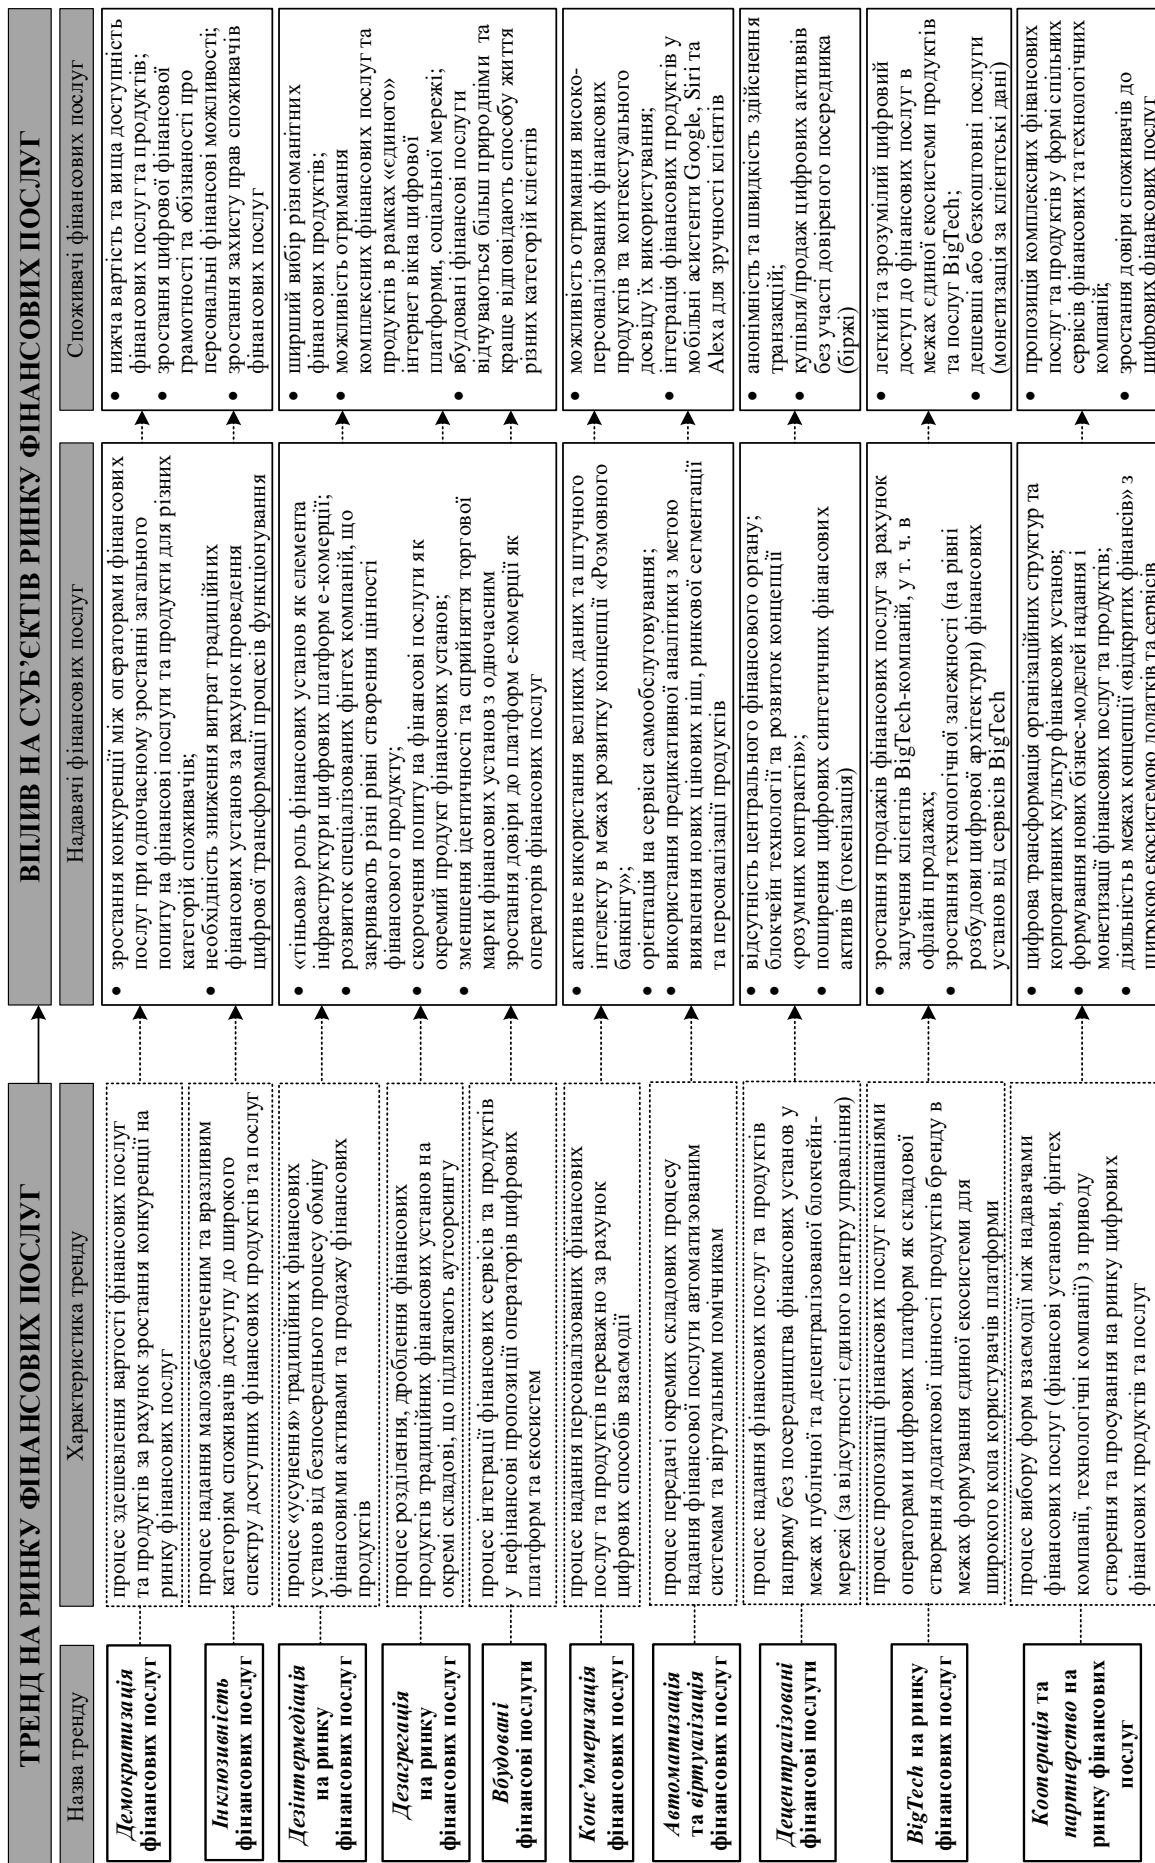 ТРЕНД НА РИНКУ ФІНАНСОВИХ ПОСЛУГ
ВПЛИВ НА СУБ’ЄКТІВ РИНКУ ФІНАНСОВИХ ПОСЛУГ
Назва тренду
Характеристика тренду
Надавачі фінансових послуг
Споживачі фінансових послуг
Демократизація
фінансових послуг
процес здешевлення вартості фінансових послуг
та продуктів за рахунок зростання конкуренції на
ринку фінансових послуг
Інклюзивність
фінансових послуг
процес надання малозабезпеченим та вразливим
категоріям споживачів доступу до широкого
спектру доступних фінансових продуктів та послуг
• зростання конкуренції між операторами фінансових
послуг при одночасному зростанні загального
попиту на фінансові послуги та продукти для різних
категорій споживачів;
• необхідність зниження витрат традиційних
фінансових установ за рахунок проведення
цифрової трансформації процесів функціонування
• нижча вартість та вища доступність
фінансових послуг та продуктів;
• зростання цифрової фінансової
грамотності та обізнаності про
персональні фінансові можливості;
• зростання захисту прав споживачів
фінансових послуг
Дезінтермедіація
на ринку
фінансових послуг
процес «усунення» традиційних фінансових
установ від безпосереднього процесу обміну
фінансовими активами та продажу фінансових
продуктів
Дезагрегація
на ринку
фінансових послуг
процес розділення, дроблення фінансових
продуктів традиційних фінансових установ на
окремі складові, що підлягають аутсорсингу
Вбудовані
фінансові послуги
процес інтеграції фінансових сервісів та продуктів
у нефінансові пропозиції операторів цифрових
платформ та екосистем
• «тіньова» роль фінансових установ як елемента
інфраструктури цифрових платформ е-комерції;
• розвиток спеціалізованих фінтех компаній, що
закривають різні рівні створення цінності
фінансового продукту;
• скорочення попиту на фінансові послуги як
окремий продукт фінансових установ;
• зменшення ідентичності та сприйняття торгової
марки фінансових установ з одночасним
зростання довіри до платформ е-комерції як
операторів фінансових послуг
• ширший вибір різноманітних
фінансових продуктів;
• можливість отримання
комплексних фінансових послуг та
продуктів в рамках «єдиного»
інтернет вікна цифрової
платформи, соціальної мережі;
• вбудовані фінансові послуги
відчуваються більш природніми та
краще відповідають способу життя
різних категорій клієнтів
Конс’юмеризація
фінансових послуг
процес надання персоналізованих фінансових
послуг та продуктів переважно за рахунок
цифрових способів взаємодії
Автоматизація
та віртуалізація
фінансових послуг
процес передачі окремих складових процесу
надання фінансової послуги автоматизованим
системам та віртуальним помічникам
• активне використання великих даних та штучного
інтелекту в межах розвитку концепції «Розмовного
банкінгу»;
• орієнтація на сервіси самообслуговування;
• використання предикативної аналітики з метою
виявлення нових цінових ніш, ринкової сегментації
та персоналізації продуктів
• можливість отримання високо-
персоналізованих фінансових
продуктів та контекстуального
досвіду їх використування;
• інтеграція фінансових продуктів у
мобільні асистенти Google, Siri та
Alexa для зручності клієнтів
Децентралізовані
фінансові послуги
процес надання фінансових послуг та продуктів
напряму без посередництва фінансових установ у
межах публічної та децентралізованої блокчейн-
мережі (за відсутності єдиного центру управління)
• відсутність центрального фінансового органу;
• блокчейн технології та розвиток концепції
«розумних контрактів»;
• поширення цифрових синтетичних фінансових
активів (токенізація)
• анонімність та швидкість здійснення
транзакцій;
• купівля/продаж цифрових активів
без участі довіреного посередника
(біржі)
BigTech на ринку
фінансових послуг
процес пропозиції фінансових послуг компаніями
операторами цифрових платформ як складової
створення додаткової цінності продуктів бренду в
межах формування єдиної екосистеми для
широкого кола користувачів платформи
• зростання продажів фінансових послуг за рахунок
залучення клієнтів BigTech-компаній, у т. ч. в
офлайн продажах;
• зростання технологічної залежності (на рівні
розбудови цифрової архітектури) фінансових
установ від сервісів BigTech
• легкий та зрозумілий цифровий
доступ до фінансових послуг в
межах єдиної екосистеми продуктів
та послуг BigTech;
• дешевші або безкоштовні послуги
(монетизація за клієнтські дані)
Кооперація та
партнерство на
ринку фінансових
послуг
процес вибору форм взаємодії між надавачами
фінансових послуг (фінансові установи, фінтех
компанії, технологічні компанії) з приводу
створення та просування на ринку цифрових
фінансових продуктів та послуг
• цифрова трансформація організаційних структур та
корпоративних культур фінансових установ;
• формування нових бізнес-моделей надання і
монетизації фінансових послуг та продуктів;
• діяльність в межах концепції «відкритих фінансів» з
широкою екосистемою додатків та сервісів
• пропозиція комплексних фінансових
послуг та продуктів у формі спільних
сервісів фінансових та технологічних
компаній;
• зростання довіри споживачів до
цифрових фінансових послуг